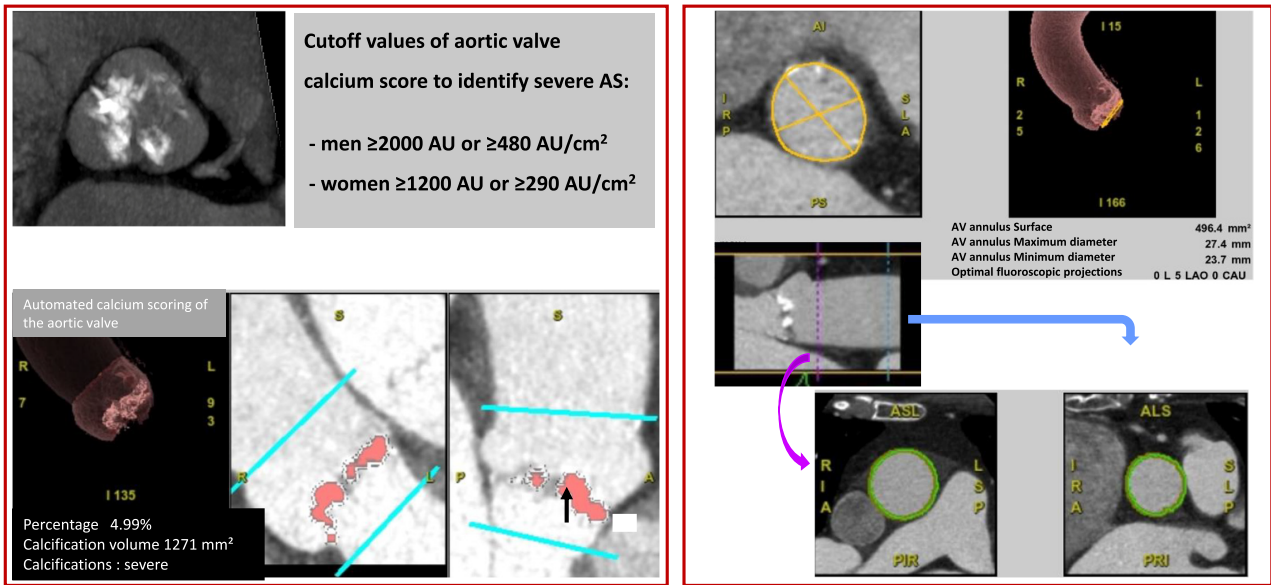 Cutoff values of aortic valve
calcium score to identify severe AS:
- men ≥2000 AU or ≥480 AU/cm²
- women ≥1200 AU or ≥290 AU/cm²
Automated calcium scoring of
the aortic valve
R
L
7
9
3
I 135
Percentage 4.99%
Calcification volume 1271 mm²
Calcifications : severe
S
R
L
S
P
A
AI
I
R
P
S
L
A
PS
I 15
R
L
2
5
1
2
6
I 166
AV annulus Surface 496.4 mm²
AV annulus Maximum diameter 27.4 mm
AV annulus Minimum diameter 23.7 mm
Optimal fluoroscopic projections 0 L 5 LAO 0 CAU
ASL
R
I
A
L
S
P
PIR
ALS
I
R
A
S
L
P
PRI